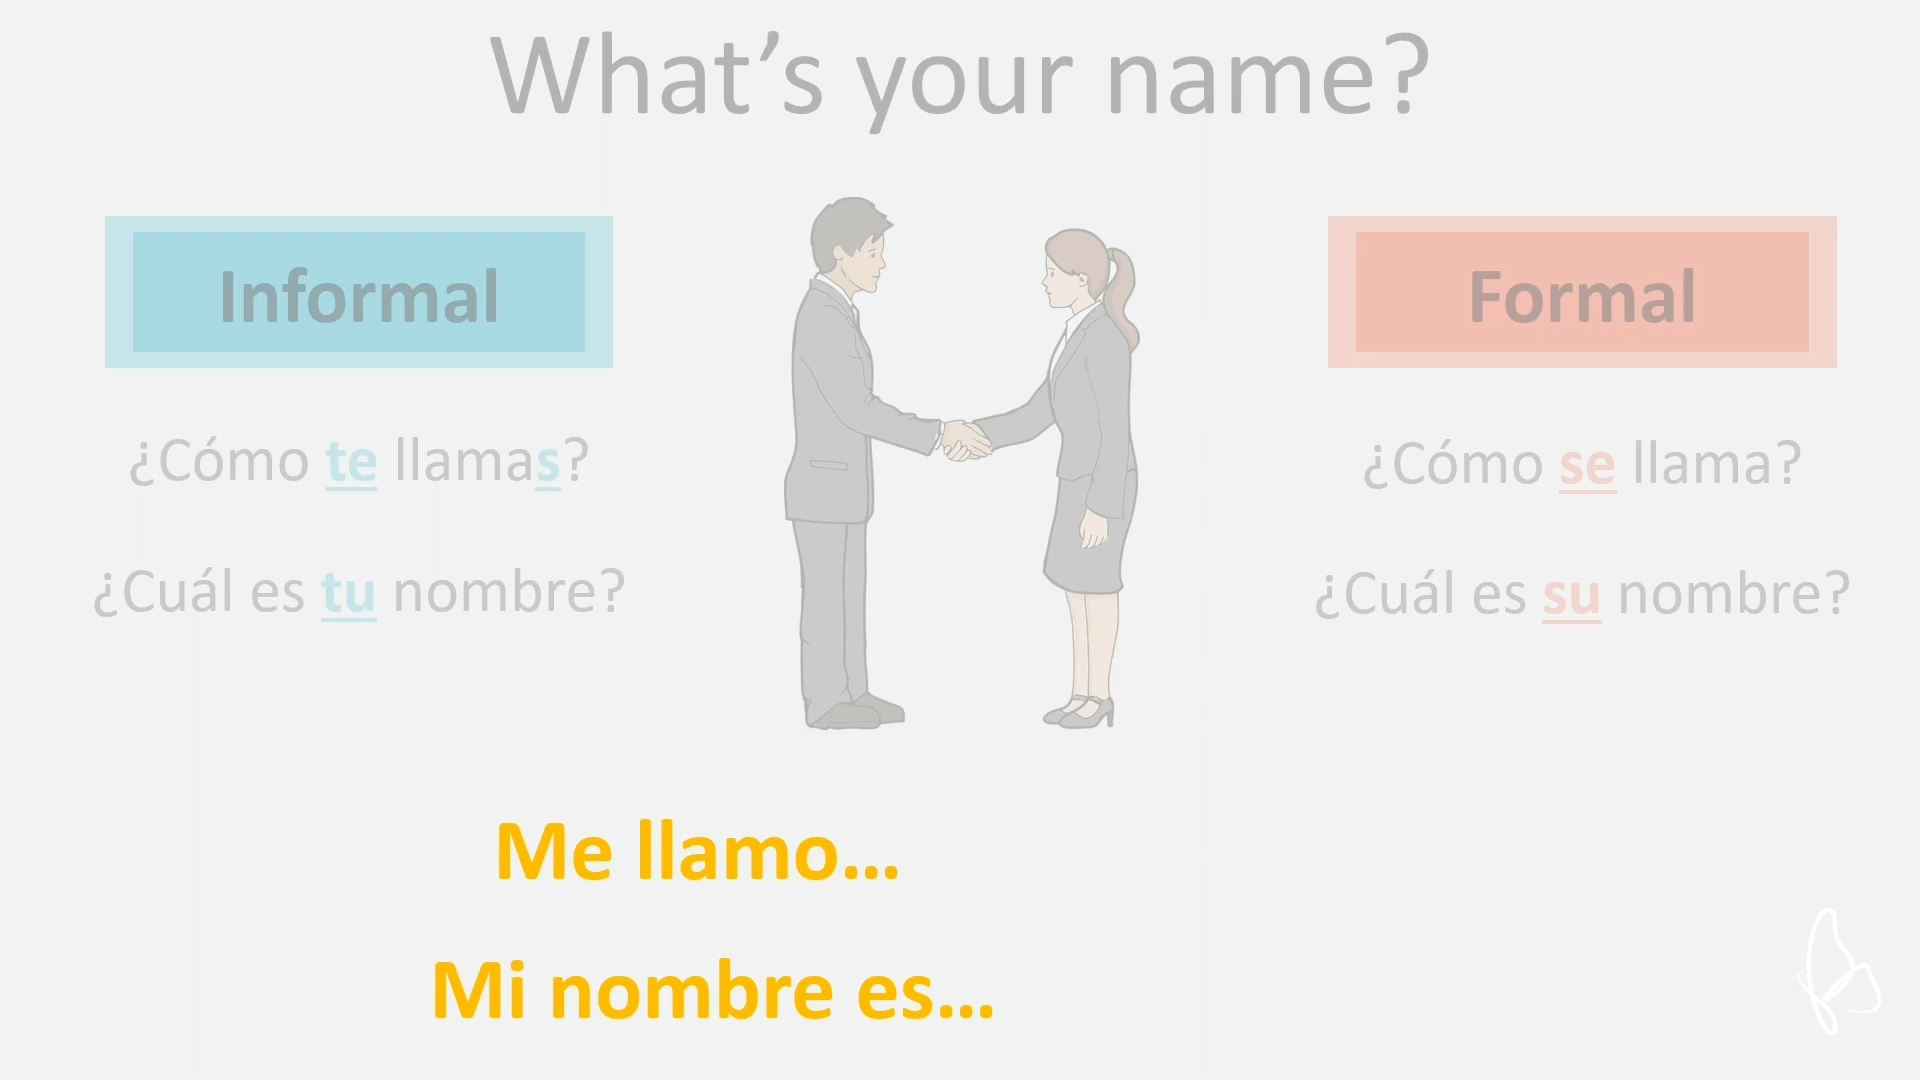 What’s your name?
Informal
¿Cómo te llamas?
¿Cuál es tu nombre?
Formal
¿Cómo se llama?
¿Cuál es su nombre?
Me llamo...
Mi nombre es...